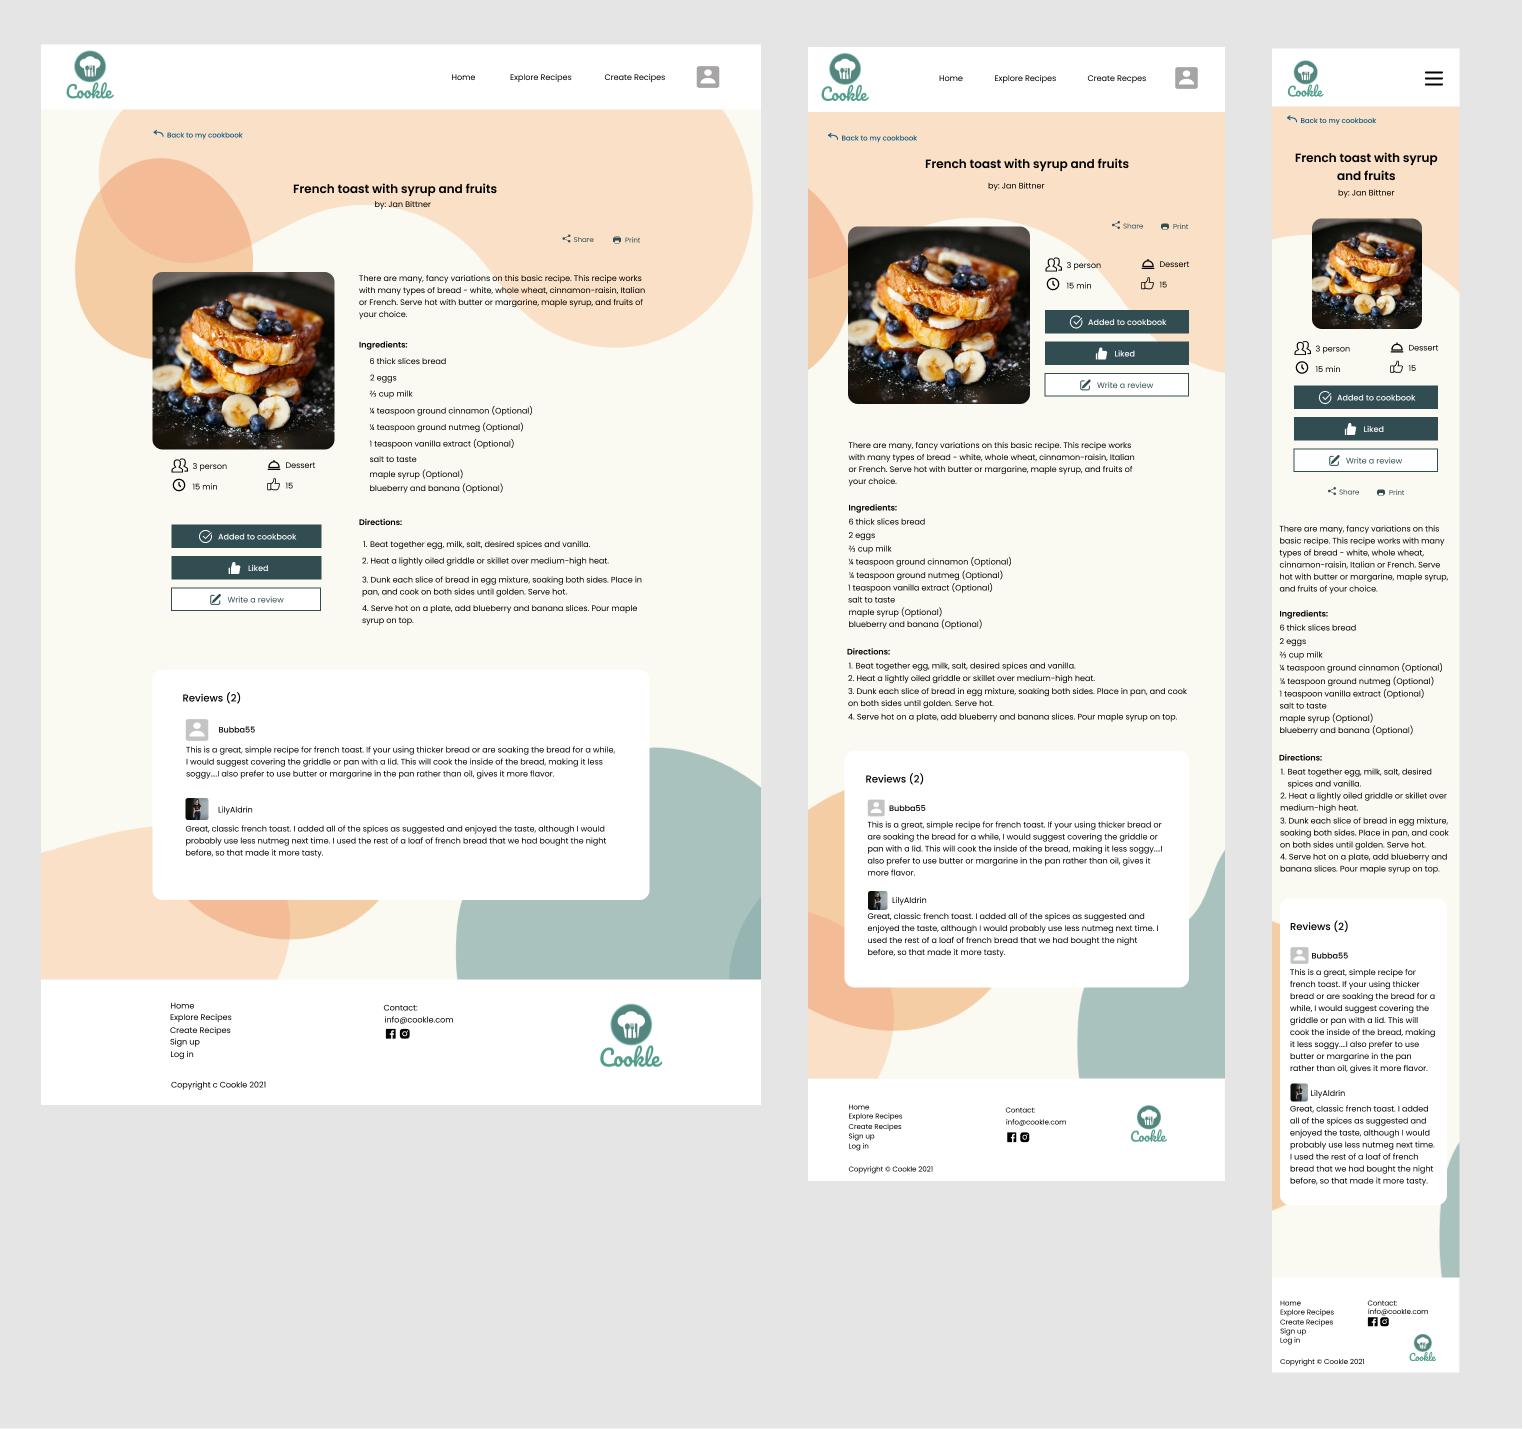 Cookle
Home Explore Recipes Create Recipes
Back to my cookbook
French toast with syrup and fruits
by: Jan Bittner
Share Print
There are many, fancy variations on this basic recipe. This recipe works
with many types of bread - white, whole wheat, cinnamon-raisin, Italian
or French. Serve hot with butter or margarine, maple syrup, and fruits of
your choice.
Ingredients:
6 thick slices bread
2 eggs
⅔ cup milk
¼ teaspoon ground cinnamon (Optional)
¼ teaspoon ground nutmeg (Optional)
1 teaspoon vanilla extract (Optional)
salt to taste
maple syrup (Optional)
blueberry and banana (Optional)
3 person Dessert
15 min 15
Added to cookbook
Liked
Write a review
Directions:
1. Beat together egg, milk, salt, desired spices and vanilla.
2. Heat a lightly oiled griddle or skillet over medium-high heat.
3. Dunk each slice of bread in egg mixture, soaking both sides. Place in
pan, and cook on both sides until golden. Serve hot.
4. Serve hot on a plate, add blueberry and banana slices. Pour maple
syrup on top.
Reviews (2)
Bubba55
This is a great, simple recipe for french toast. If your using thicker bread or are soaking the bread for a while,
I would suggest covering the griddle or pan with a lid. This will cook the inside of the bread, making it less
soggy....I also prefer to use butter or margarine in the pan rather than oil, gives it more flavor.
LilyAldrin
Great, classic french toast. I added all of the spices as suggested and enjoyed the taste, although I would
probably use less nutmeg next time. I used the rest of a loaf of french bread that we had bought the night
before, so that made it more tasty.
Home
Explore Recipes
Create Recipes
Sign up
Log in
Copyright c Cookle 2021
Contact:
info@cookle.com
Cookle
Cookle
Home Explore Recipes Create Recpes
Back to my cookbook
French toast with syrup and fruits
by: Jan Bittner
Share Print
3 person Dessert
15 min 15
Added to cookbook
Liked
Write a review
There are many, fancy variations on this basic recipe. This recipe works
with many types of bread - white, whole wheat, cinnamon-raisin, Italian
or French. Serve hot with butter or margarine, maple syrup, and fruits of
your choice.
Ingredients:
6 thick slices bread
2 eggs
⅔ cup milk
¼ teaspoon ground cinnamon (Optional)
¼ teaspoon ground nutmeg (Optional)
1 teaspoon vanilla extract (Optional)
salt to taste
maple syrup (Optional)
blueberry and banana (Optional)
Directions:
1. Beat together egg, milk, salt, desired spices and vanilla.
2. Heat a lightly oiled griddle or skillet over medium-high heat.
3. Dunk each slice of bread in egg mixture, soaking both sides. Place in pan, and cook
on both sides until golden. Serve hot.
4. Serve hot on a plate, add blueberry and banana slices. Pour maple syrup on top.
Reviews (2)
Bubba55
This is a great, simple recipe for french toast. If your using thicker bread or
are soaking the bread for a while, I would suggest covering the griddle or
pan with a lid. This will cook the inside of the bread, making it less soggy....I
also prefer to use butter or margarine in the pan rather than oil, gives it
more flavor.
LilyAldrin
Great, classic french toast. I added all of the spices as suggested and
enjoyed the taste, although I would probably use less nutmeg next time. I
used the rest of a loaf of french bread that we had bought the night
before, so that made it more tasty.
Home
Explore Recipes
Create Recipes
Sign up
Log in
Copyright © Cookle 2021
Contact:
info@cookle.com
Cookle
Cookle
Back to my cookbook
French toast with syrup
and fruits
by: Jan Bittner
3 person Dessert
15 min 15
Added to cookbook
Liked
Write a review
Share Print
There are many, fancy variations on this
basic recipe. This recipe works with many
types of bread - white, whole wheat,
cinnamon-raisin, Italian or French. Serve
hot with butter or margarine, maple syrup,
and fruits of your choice.
Ingredients:
6 thick slices bread
2 eggs
⅔ cup milk
¼ teaspoon ground cinnamon (Optional)
¼ teaspoon ground nutmeg (Optional)
1 teaspoon vanilla extract (Optional)
salt to taste
maple syrup (Optional)
blueberry and banana (Optional)
Directions:
1. Beat together egg, milk, salt, desired
spices and vanilla.
2. Heat a lightly oiled griddle or skillet over
medium-high heat.
3. Dunk each slice of bread in egg mixture,
soaking both sides. Place in pan, and cook
on both sides until golden. Serve hot.
4. Serve hot on a plate, add blueberry and
banana slices. Pour maple syrup on top.
Reviews (2)
Bubba55
This is a great, simple recipe for
french toast. If your using thicker
bread or are soaking the bread for a
while, I would suggest covering the
griddle or pan with a lid. This will
cook the inside of the bread, making
it less soggy....I also prefer to use
butter or margarine in the pan
rather than oil, gives it more flavor.
LilyAldrin
Great, classic french toast. I added
all of the spices as suggested and
enjoyed the taste, although I would
probably use less nutmeg next time.
I used the rest of a loaf of french
bread that we had bought the night
before, so that made it more tasty.
Home
Explore Recipes
Create Recipes
Sign up
Log in
Copyright © Cookle 2021
Contact:
info@cookle.com
Cookle